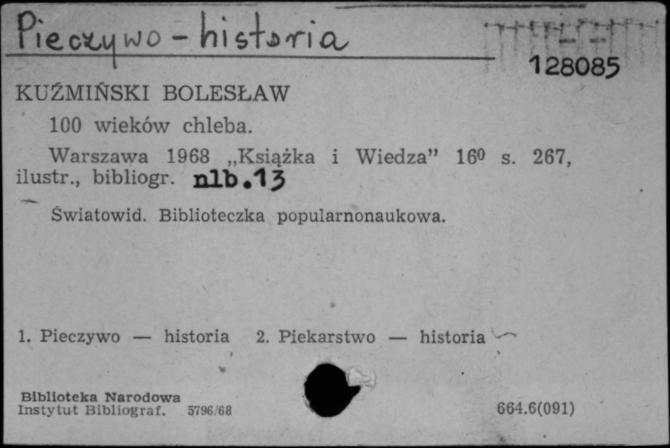 Pieczywo - historia
128085
KUŹMIŃSKI BOLESŁAW
100 wieków chleba.
Warszawa 1968 „Książka i Wiedza” 16⁰ s. 267,
ilustr., bibliogr. nlb. 13
Światowid. Biblioteczka popularnonaukowa.
1. Pieczywo — historia 2. Piekarstwo — historia
Biblioteka Narodowa
Instytut Bibliograf. 5796/68
664.6(091)